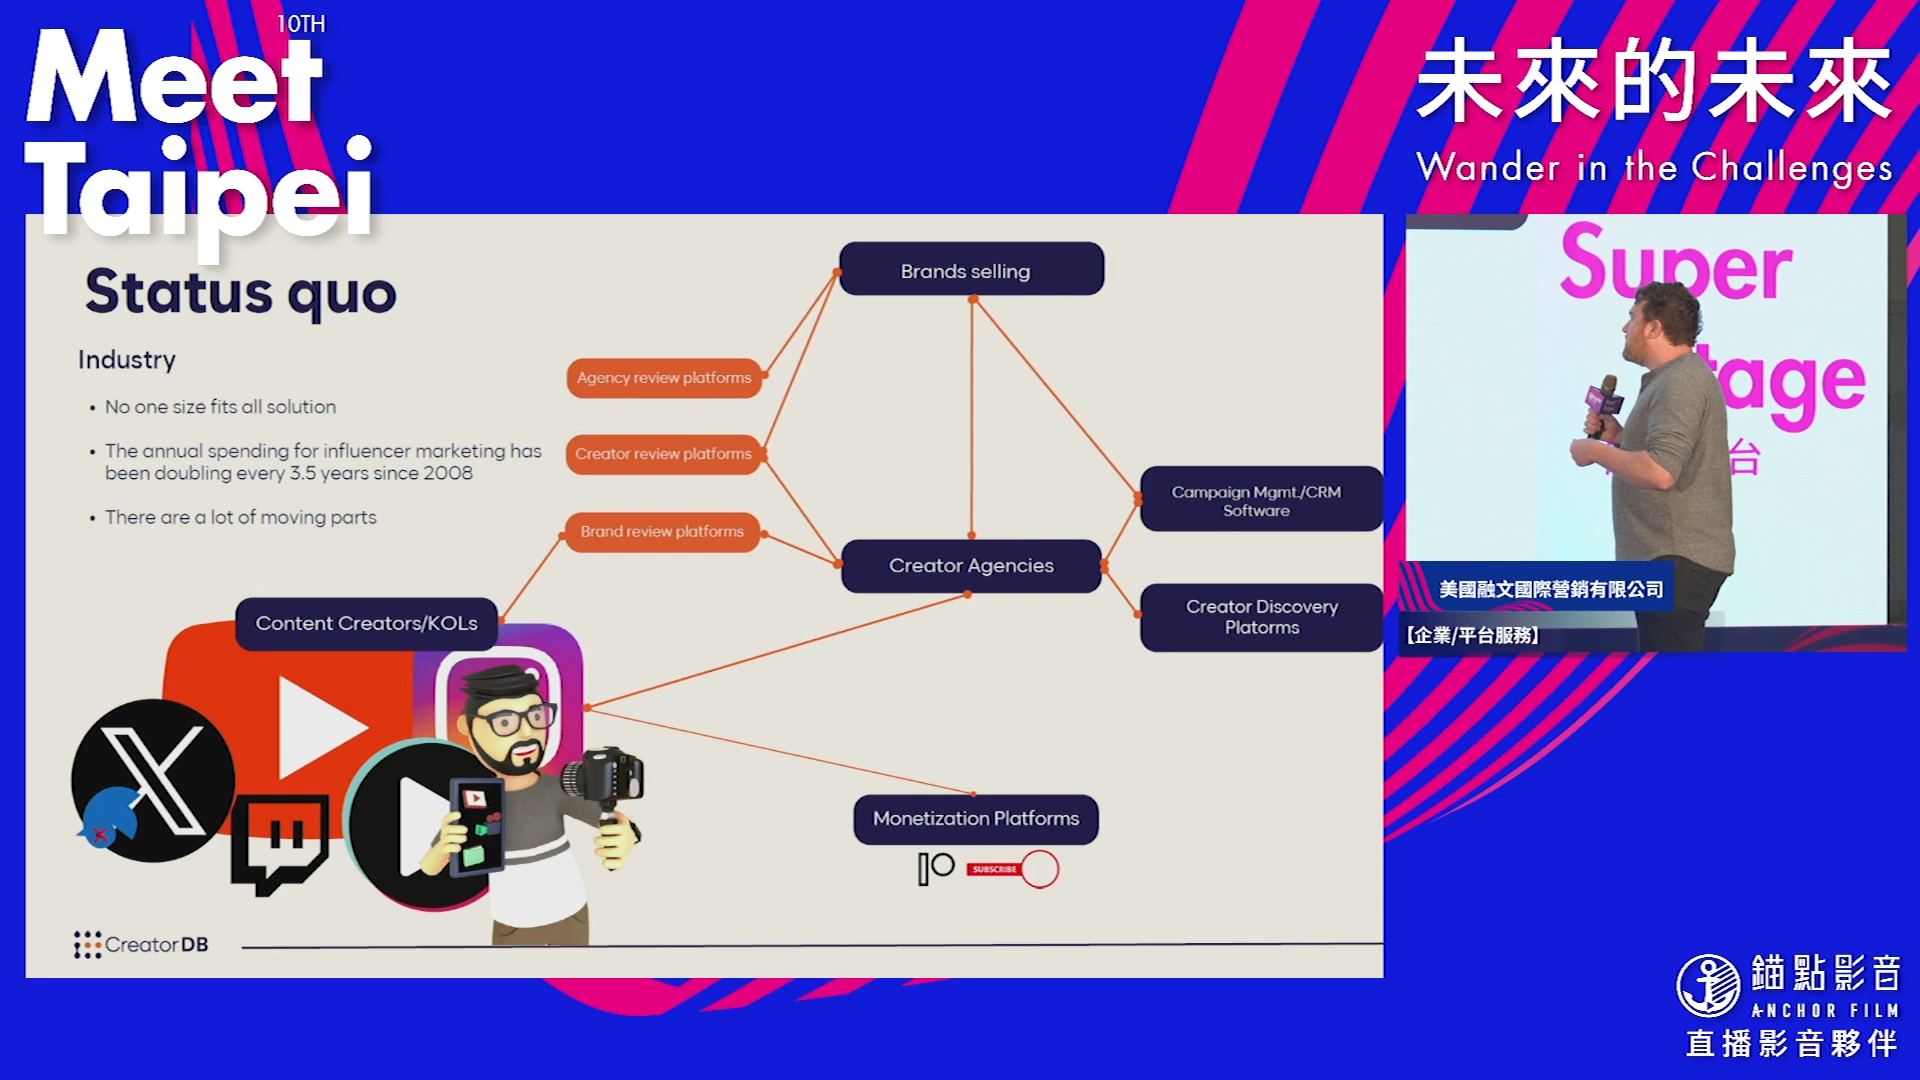 10TH
Meet
Taipei
未來的未來
Wander in the Challenges
Status quo
Industry
• No one size fits all solution
• The annual spending for influencer marketing has
been doubling every 3.5 years since 2008
• There are a lot of moving parts
Brands selling
Agency review platforms
Creator review platforms
Brand review platforms
Campaign Mgmt./CRM
Software
Creator Agencies
Creator Discovery
Platorms
Content Creators/KOLs
Monetization Platforms
SUBSCRIBE
CreatorDB
Super
tage
台
美國融文國際營銷有限公司
【企業/平台服務】
錨點影音
ANCHOR FILM
直播影音夥伴